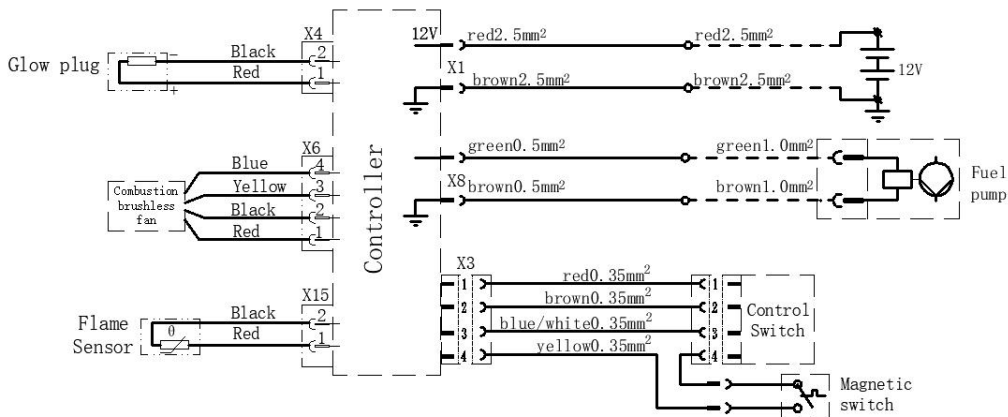 X4
Glow plug
Black
Red
2
1
−
+
X6
Combustion
brushless
fan
Blue
Yellow
Black
Red
4
3
2
1
X15
Flame
Sensor
θ
Black
Red
2
1
Controller
12V
X1
red2.5mm²
red2.5mm²
brown2.5mm²
brown2.5mm²
12V
X8
green0.5mm²
green1.0mm²
brown0.5mm²
brown1.0mm²
Fuel
pump
X3
1
2
3
4
red0.35mm²
brown0.35mm²
blue/white0.35mm²
yellow0.35mm²
1
2
3
4
Control
Switch
Magnetic
switch